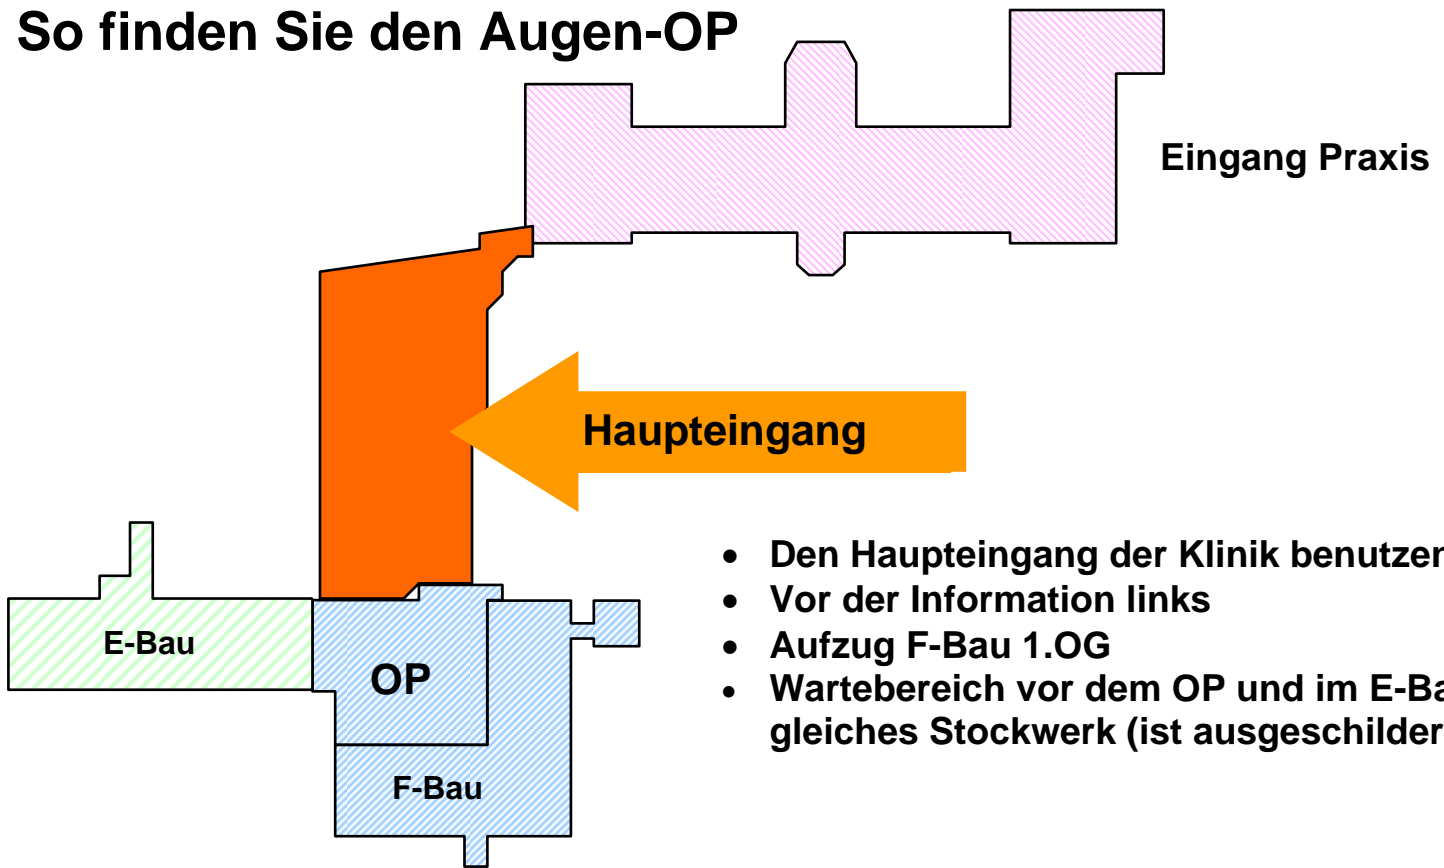 So finden Sie den Augen-OP
Eingang Praxis
Haupteingang
• Den Haupteingang der Klinik benutzen
• Vor der Information links
• Aufzug F-Bau 1.OG
• Wartebereich vor dem OP und im E-Ba
gleiches Stockwerk (ist ausgeschilder
E-Bau
OP
F-Bau